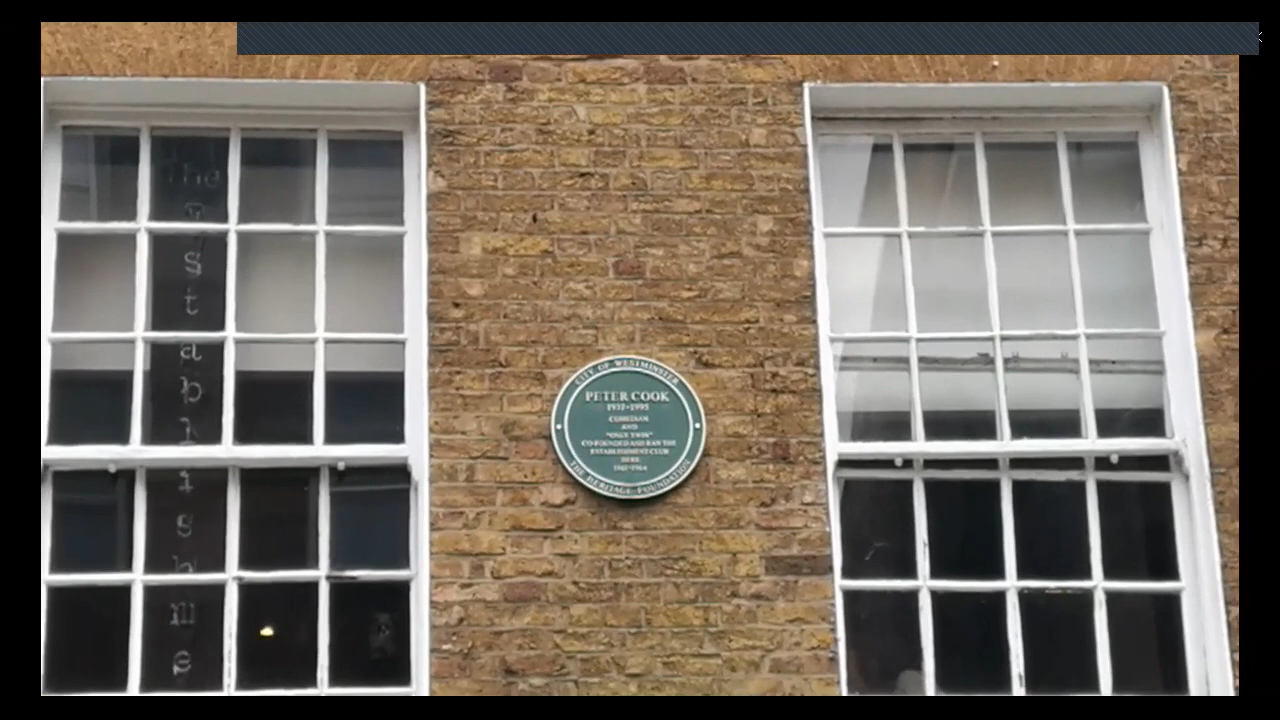 The
E
s
t
a
b
l
i
s
h
m
e
CITY OF WESTMINSTER
PETER COOK
1937-1995
COMEDIAN
AND
"ONLY TWIN"
CO-FOUNDED AND RAN THE
ESTABLISHMENT CLUB
HERE
1961-1964
THE HERITAGE FOUNDATION